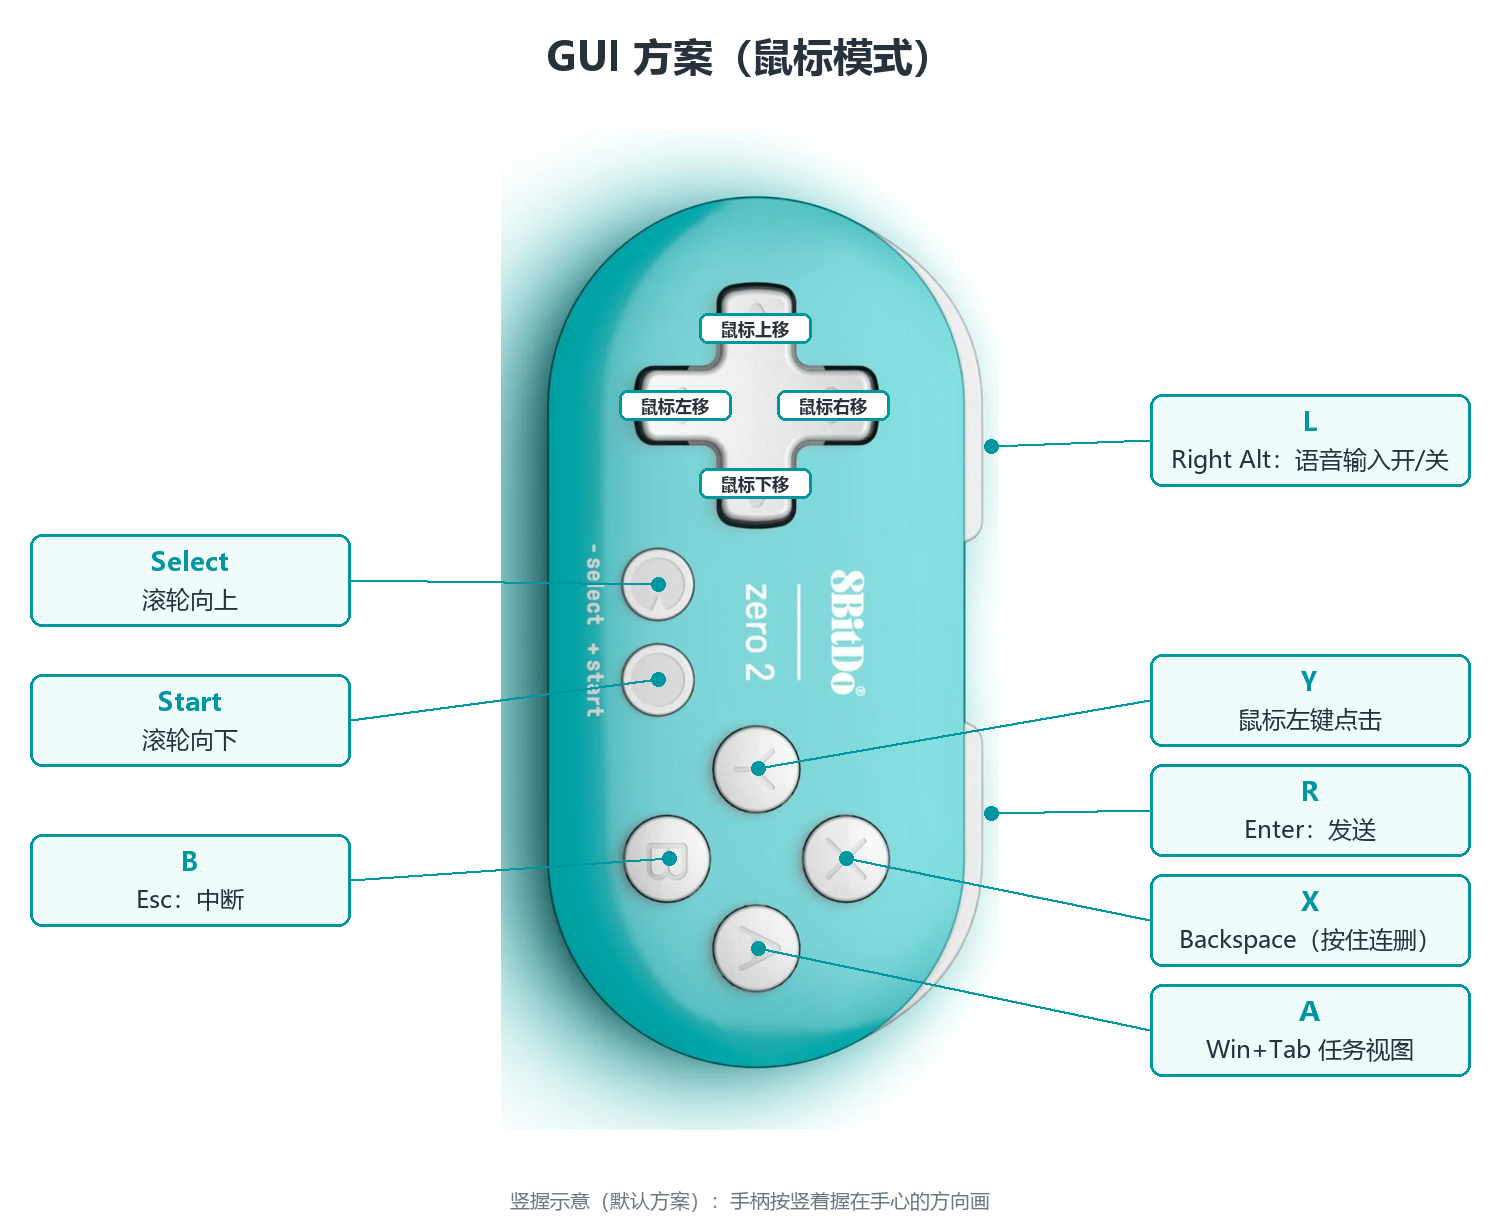 GUI 方案（鼠标模式）
鼠标上移
鼠标左移
鼠标右移
鼠标下移
L
Right Alt：语音输入开/关
Select
滚轮向上
- select
+ start
zero 2
8BitDo®
Start
滚轮向下
Y
鼠标左键点击
Y
R
Enter：发送
B
Esc：中断
B
X
X
Backspace（按住连删）
A
A
Win+Tab 任务视图
竖握示意（默认方案）：手柄按竖着握在手心的方向画